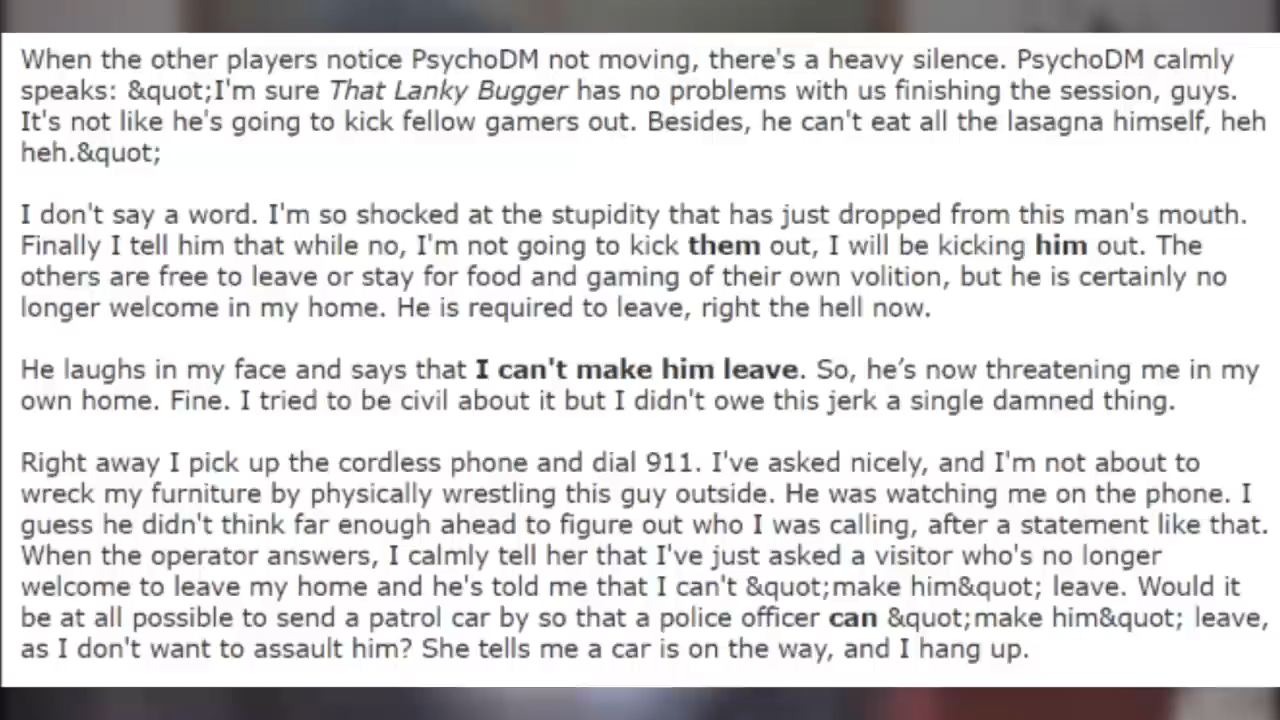 When the other players notice PsychoDM not moving, there's a heavy silence. PsychoDM calmly
speaks: &quot;I'm sure That Lanky Bugger has no problems with us finishing the session, guys.
It's not like he's going to kick fellow gamers out. Besides, he can't eat all the lasagna himself, heh
heh.&quot;
I don't say a word. I'm so shocked at the stupidity that has just dropped from this man's mouth.
Finally I tell him that while no, I'm not going to kick them out, I will be kicking him out. The
others are free to leave or stay for food and gaming of their own volition, but he is certainly no
longer welcome in my home. He is required to leave, right the hell now.
He laughs in my face and says that I can't make him leave. So, he’s now threatening me in my
own home. Fine. I tried to be civil about it but I didn't owe this jerk a single damned thing.
Right away I pick up the cordless phone and dial 911. I've asked nicely, and I'm not about to
wreck my furniture by physically wrestling this guy outside. He was watching me on the phone. I
guess he didn't think far enough ahead to figure out who I was calling, after a statement like that.
When the operator answers, I calmly tell her that I've just asked a visitor who's no longer
welcome to leave my home and he's told me that I can't &quot;make him&quot; leave. Would it
be at all possible to send a patrol car by so that a police officer can &quot;make him&quot; leave,
as I don't want to assault him? She tells me a car is on the way, and I hang up.